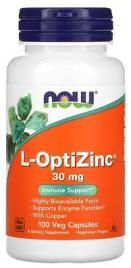 NOW
L-OptiZinc®
30 mg
Immune Support*
• Highly Bioavailable Form
• Supports Enzyme Function*
• With Copper
100 Veg Capsules
A Dietary Supplement
Vegetarian/Vegan